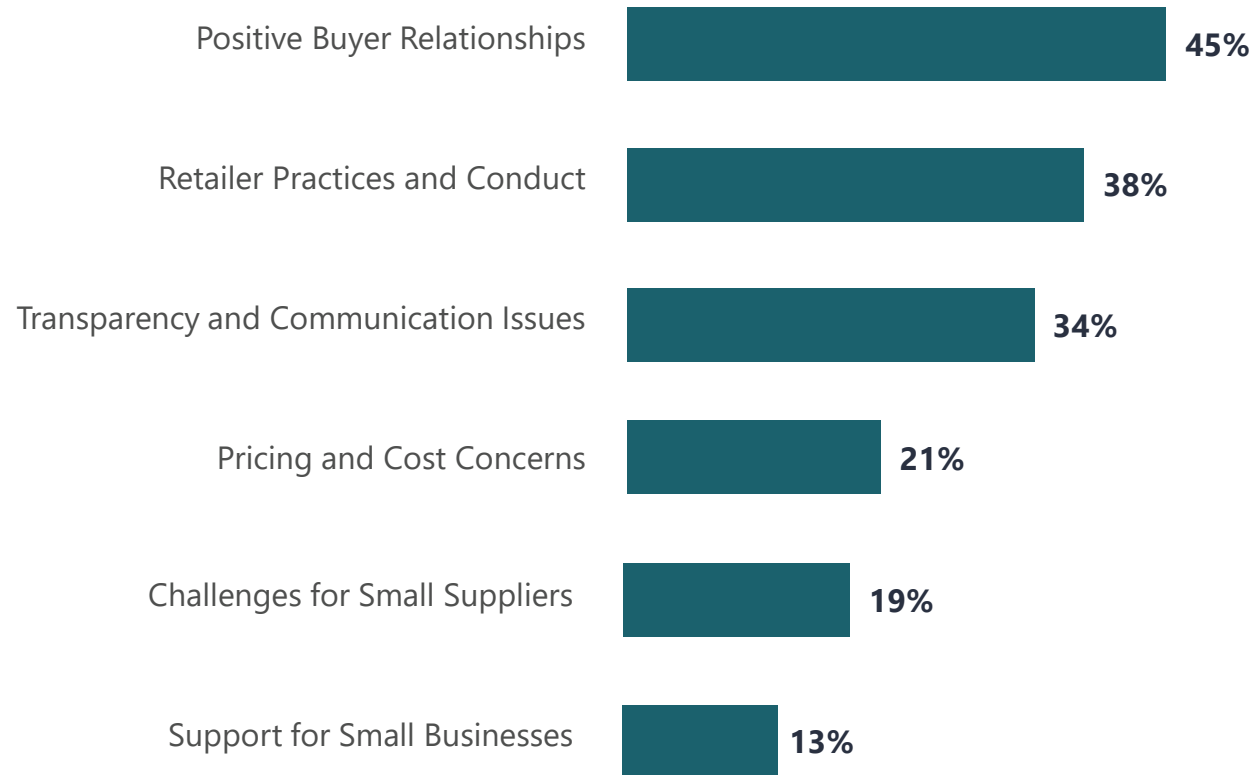 Positive Buyer Relationships 45%
Retailer Practices and Conduct 38%
Transparency and Communication Issues 34%
Pricing and Cost Concerns 21%
Challenges for Small Suppliers 19%
Support for Small Businesses 13%